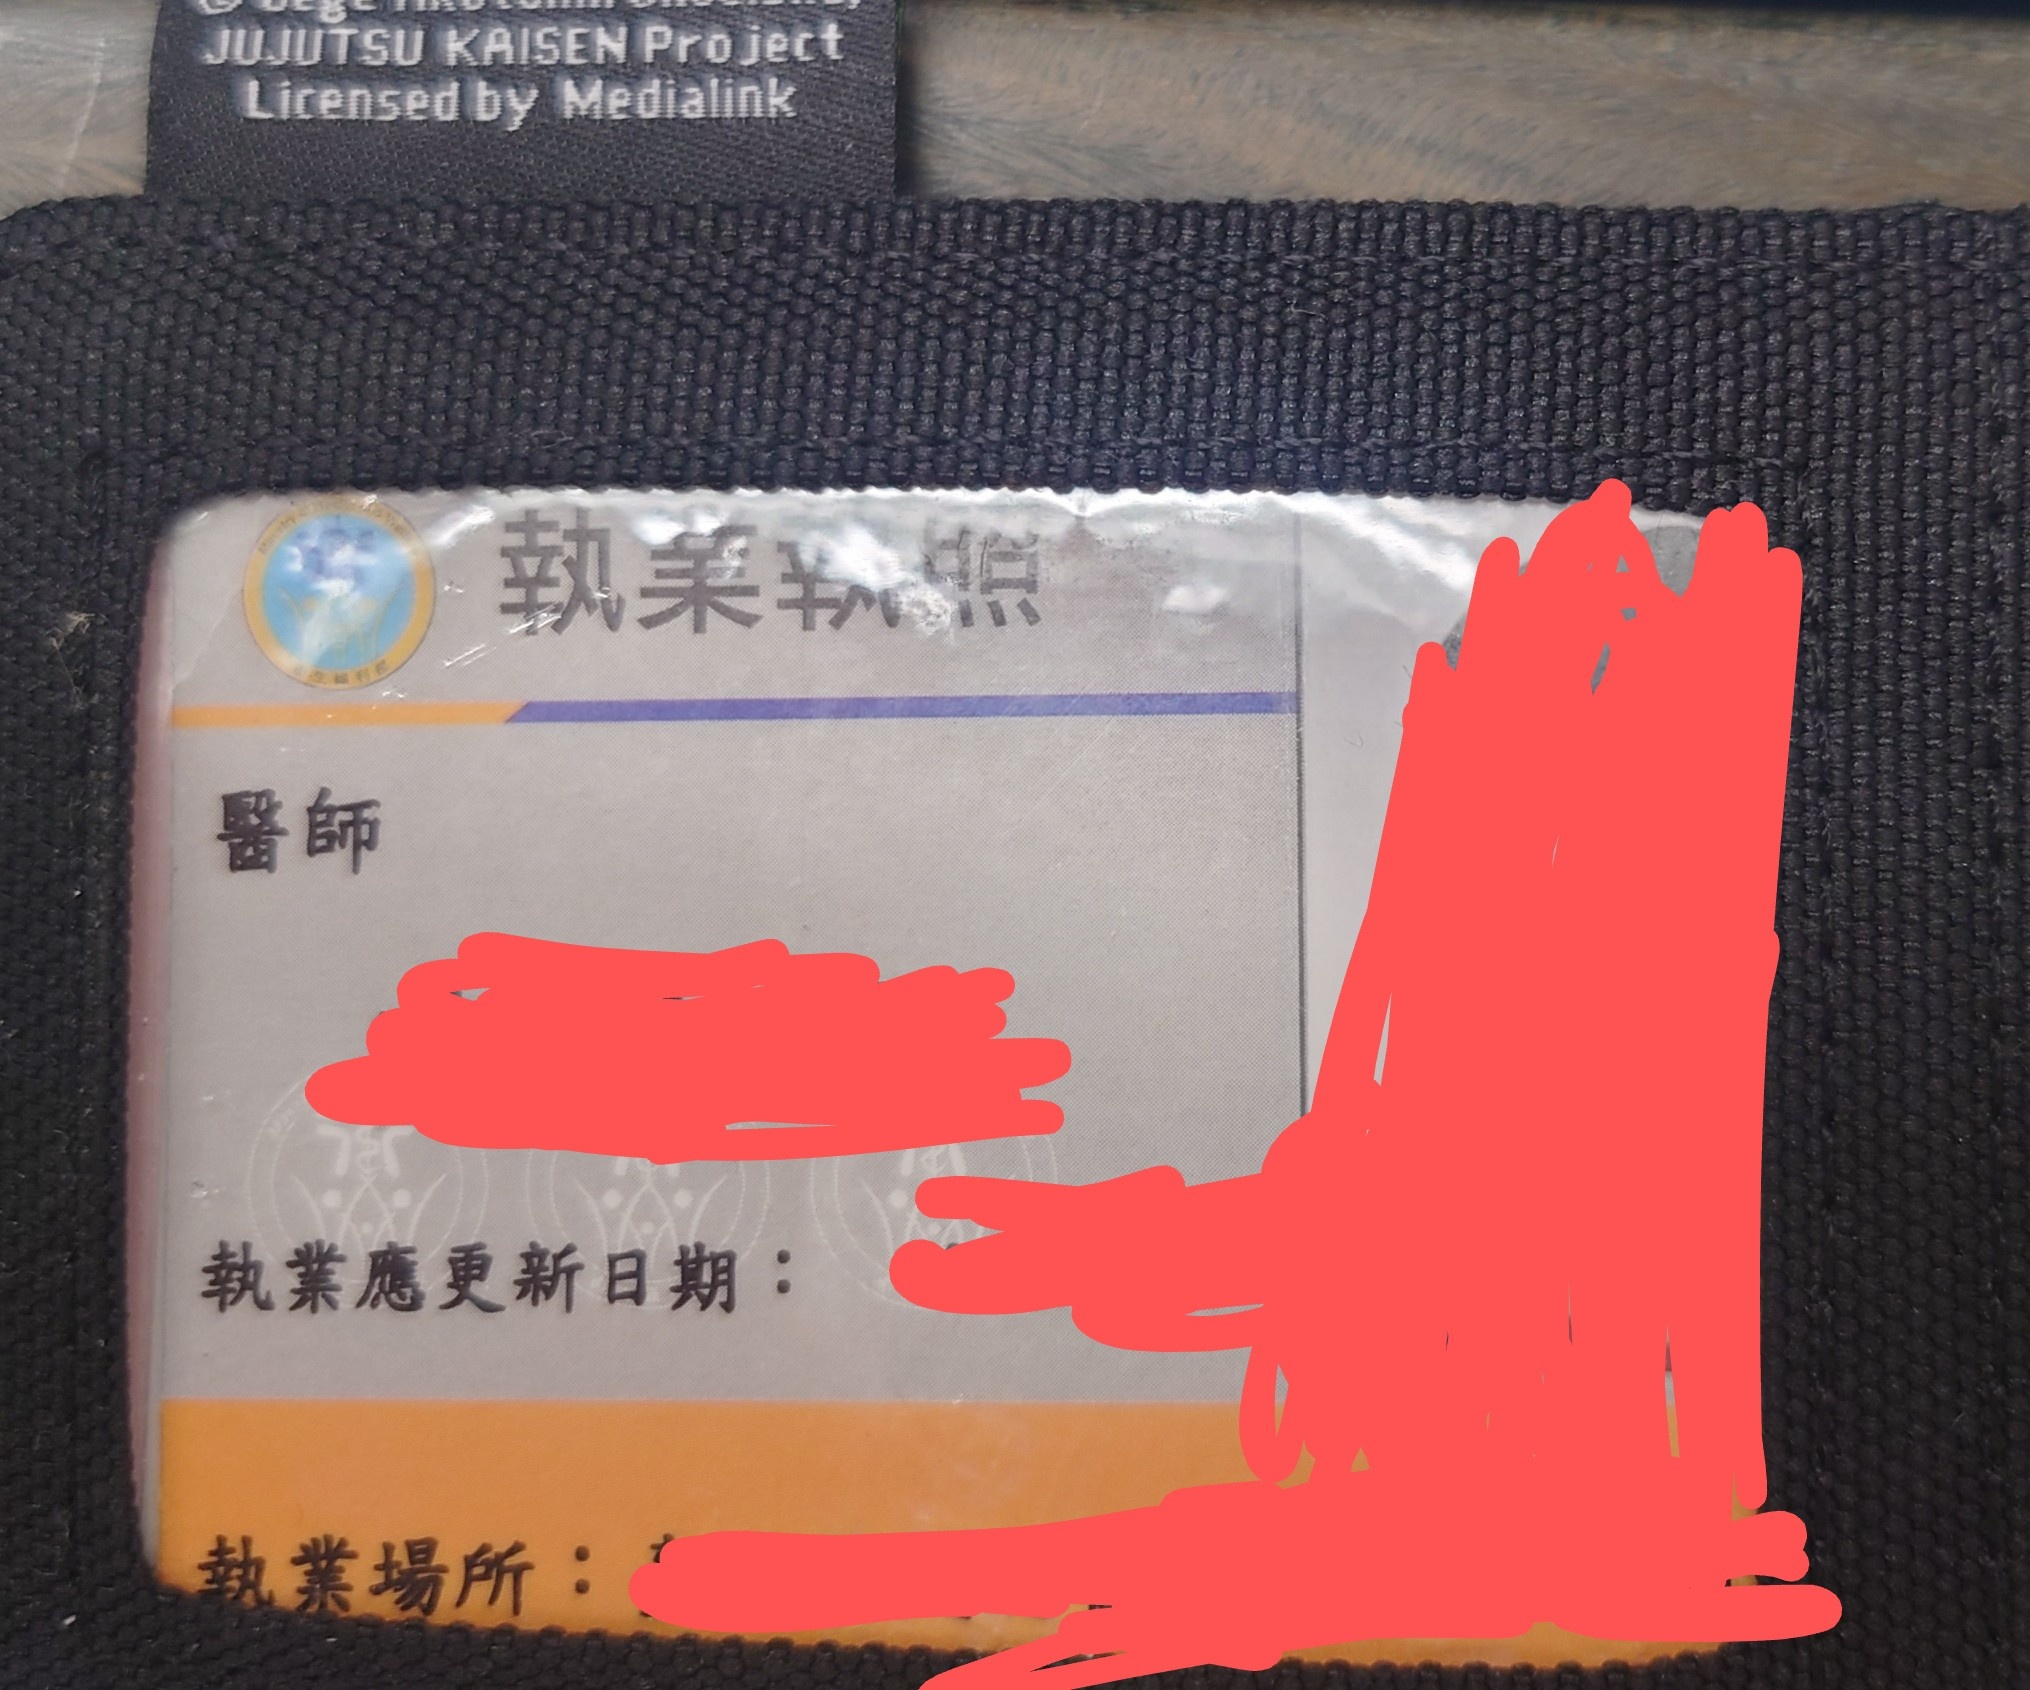 JUJUTSU KAISEN Project
Licensed by Medialink
執業執照
醫師
執業應更新日期：
執業場所：